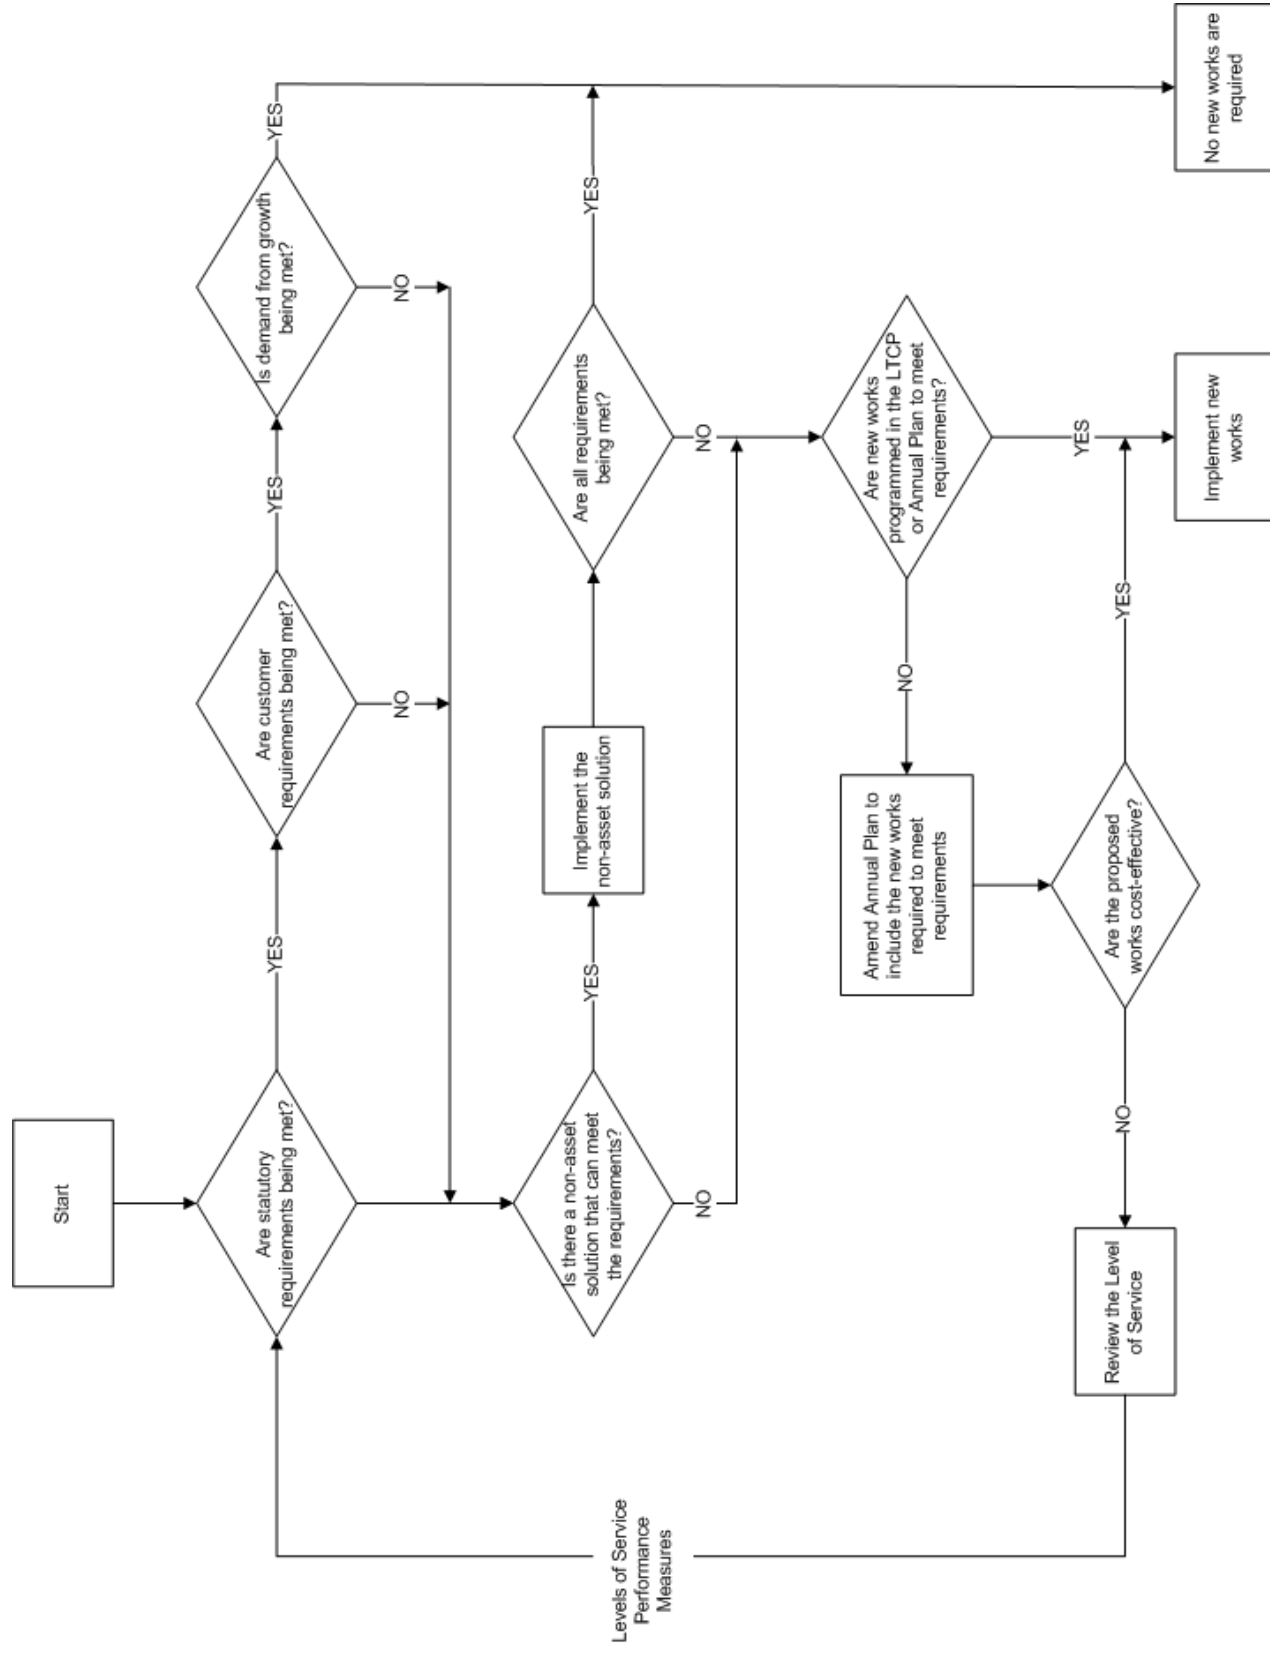 Start
Are statutory
requirements being met?
YES
Are customer
requirements being met?
YES
Is demand from growth
being met?
YES
NO
NO
Is there a non-asset
solution that can meet
the requirements?
YES
Implement the
non-asset solution
Are all requirements
being met?
YES
NO
NO
Levels of Service
Performance
Measures
Are new works
programmed in the LTCP
or Annual Plan to meet
requirements?
NO
YES
Amend Annual Plan to
include the new works
required to meet
requirements
Are the proposed
works cost-effective?
YES
NO
Review the Level
of Service
Implement new
works
No new works are
required